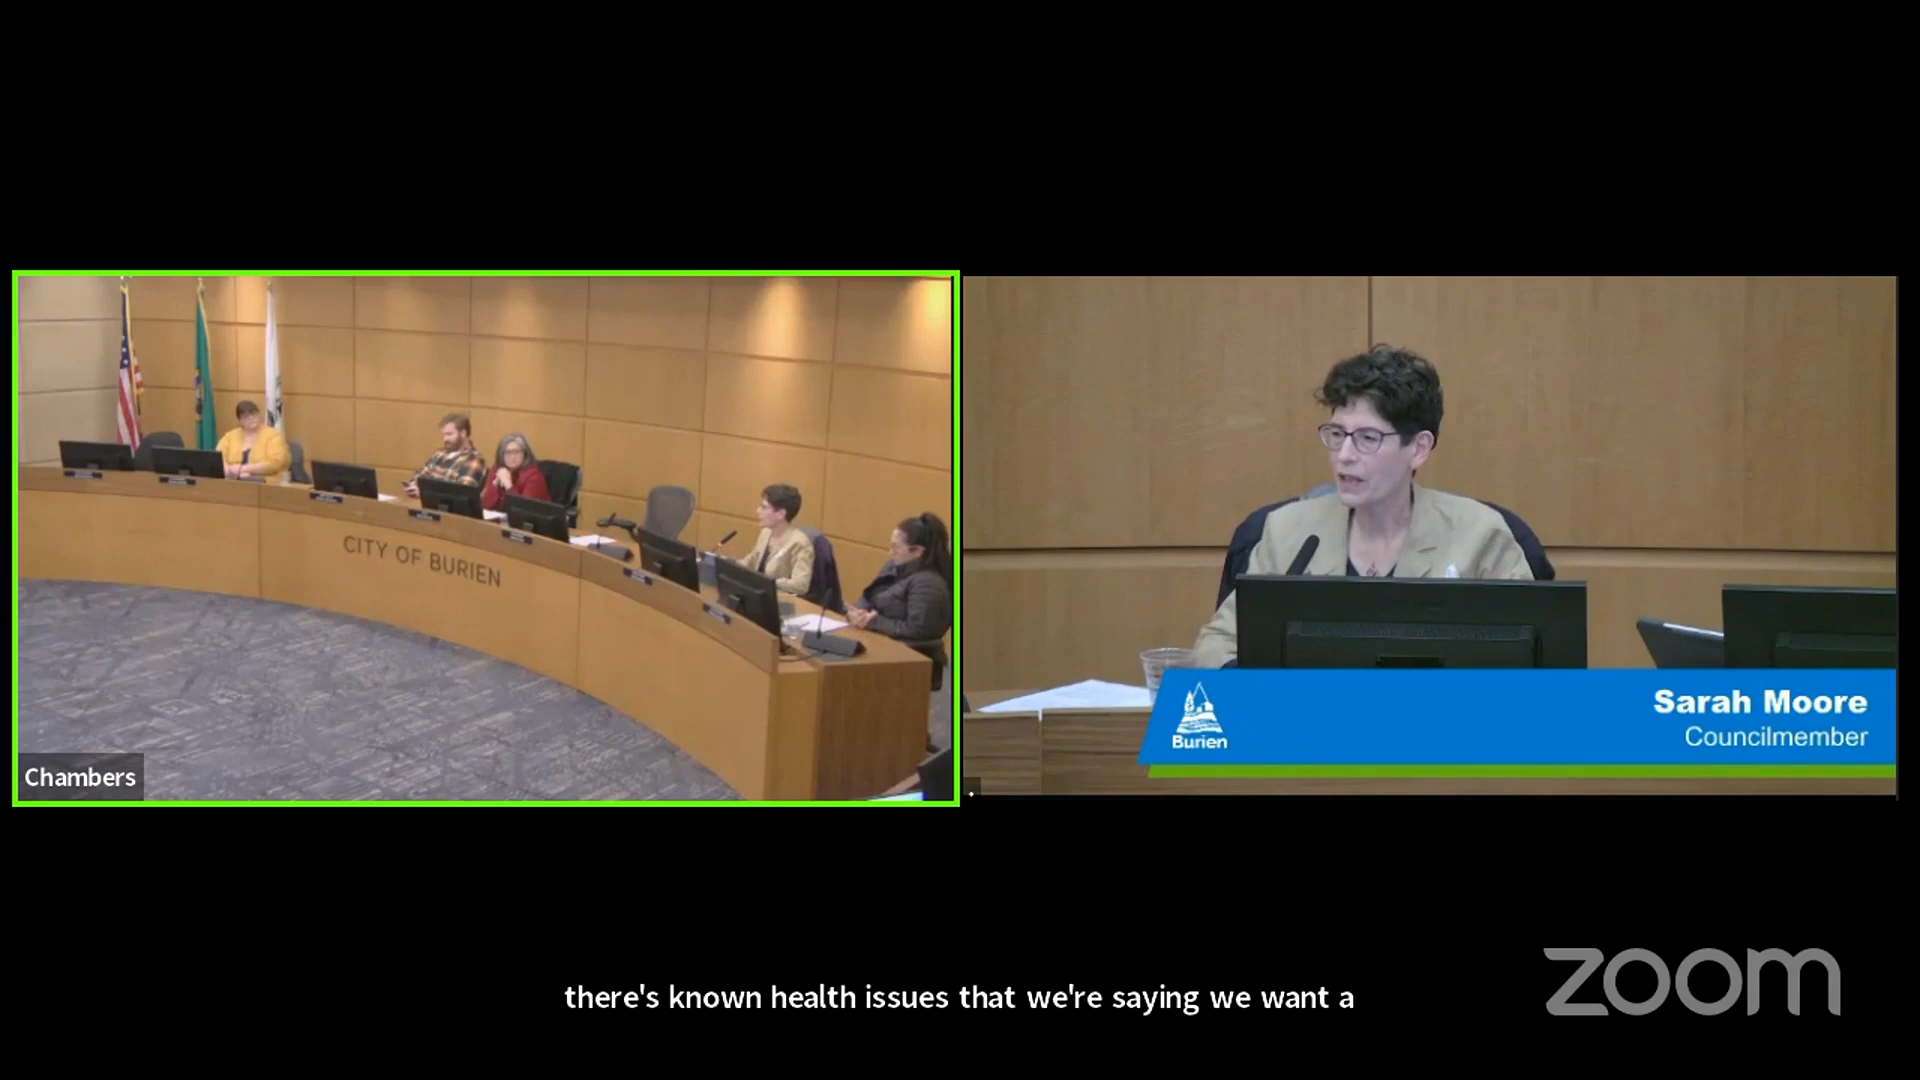 CITY OF BURIEN
Chambers
Burien
Sarah Moore
Councilmember
.
there's known health issues that we're saying we want a
zoom